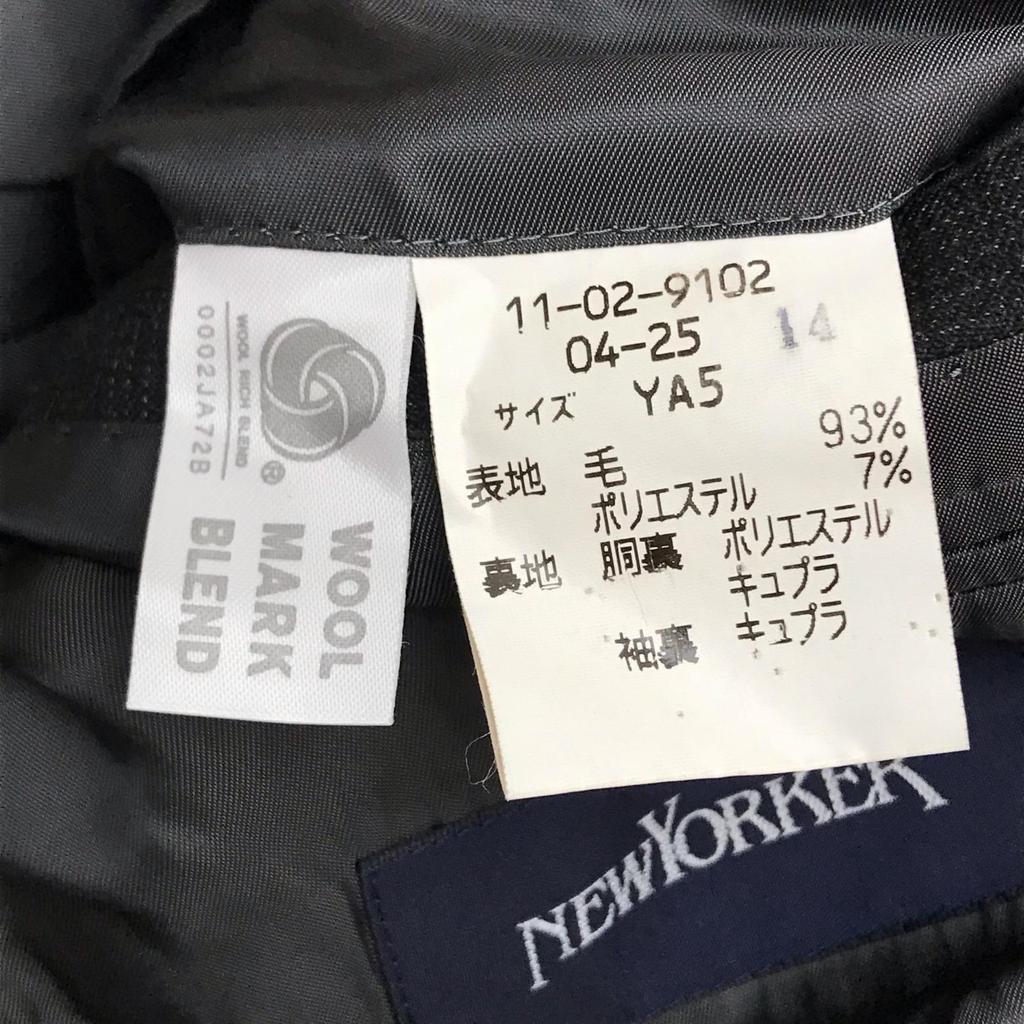 WOOL
MARK
BLEND
®
WOOL RICH BLEND
0002JA72B
11-02-9102
04-25 14
サイズ YA5
表地 毛 93%
ポリエステル 7%
裏地 胴裏 ポリエステル
キュプラ
袖裏 キュプラ
NEWYORKER